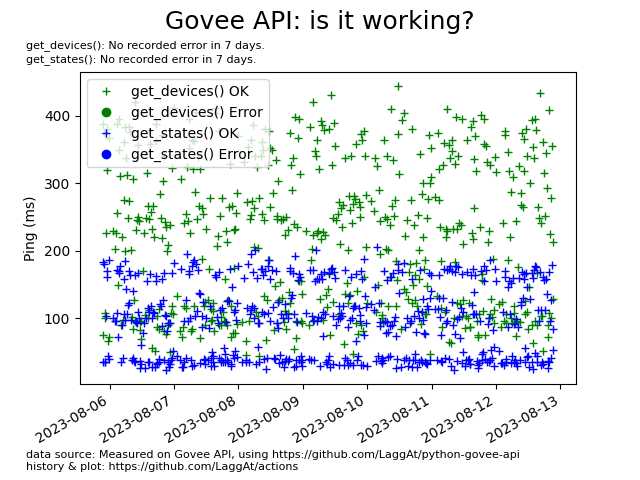 Govee API: is it working?
get_devices(): No recorded error in 7 days.
get_states(): No recorded error in 7 days.
get_devices() OK
get_devices() Error
get_states() OK
get_states() Error
400
300
200
100
Ping (ms)
2023-08-06
2023-08-07
2023-08-08
2023-08-09
2023-08-10
2023-08-11
2023-08-12
2023-08-13
data source: Measured on Govee API, using https://github.com/LaggAt/python-govee-api
history & plot: https://github.com/LaggAt/actions